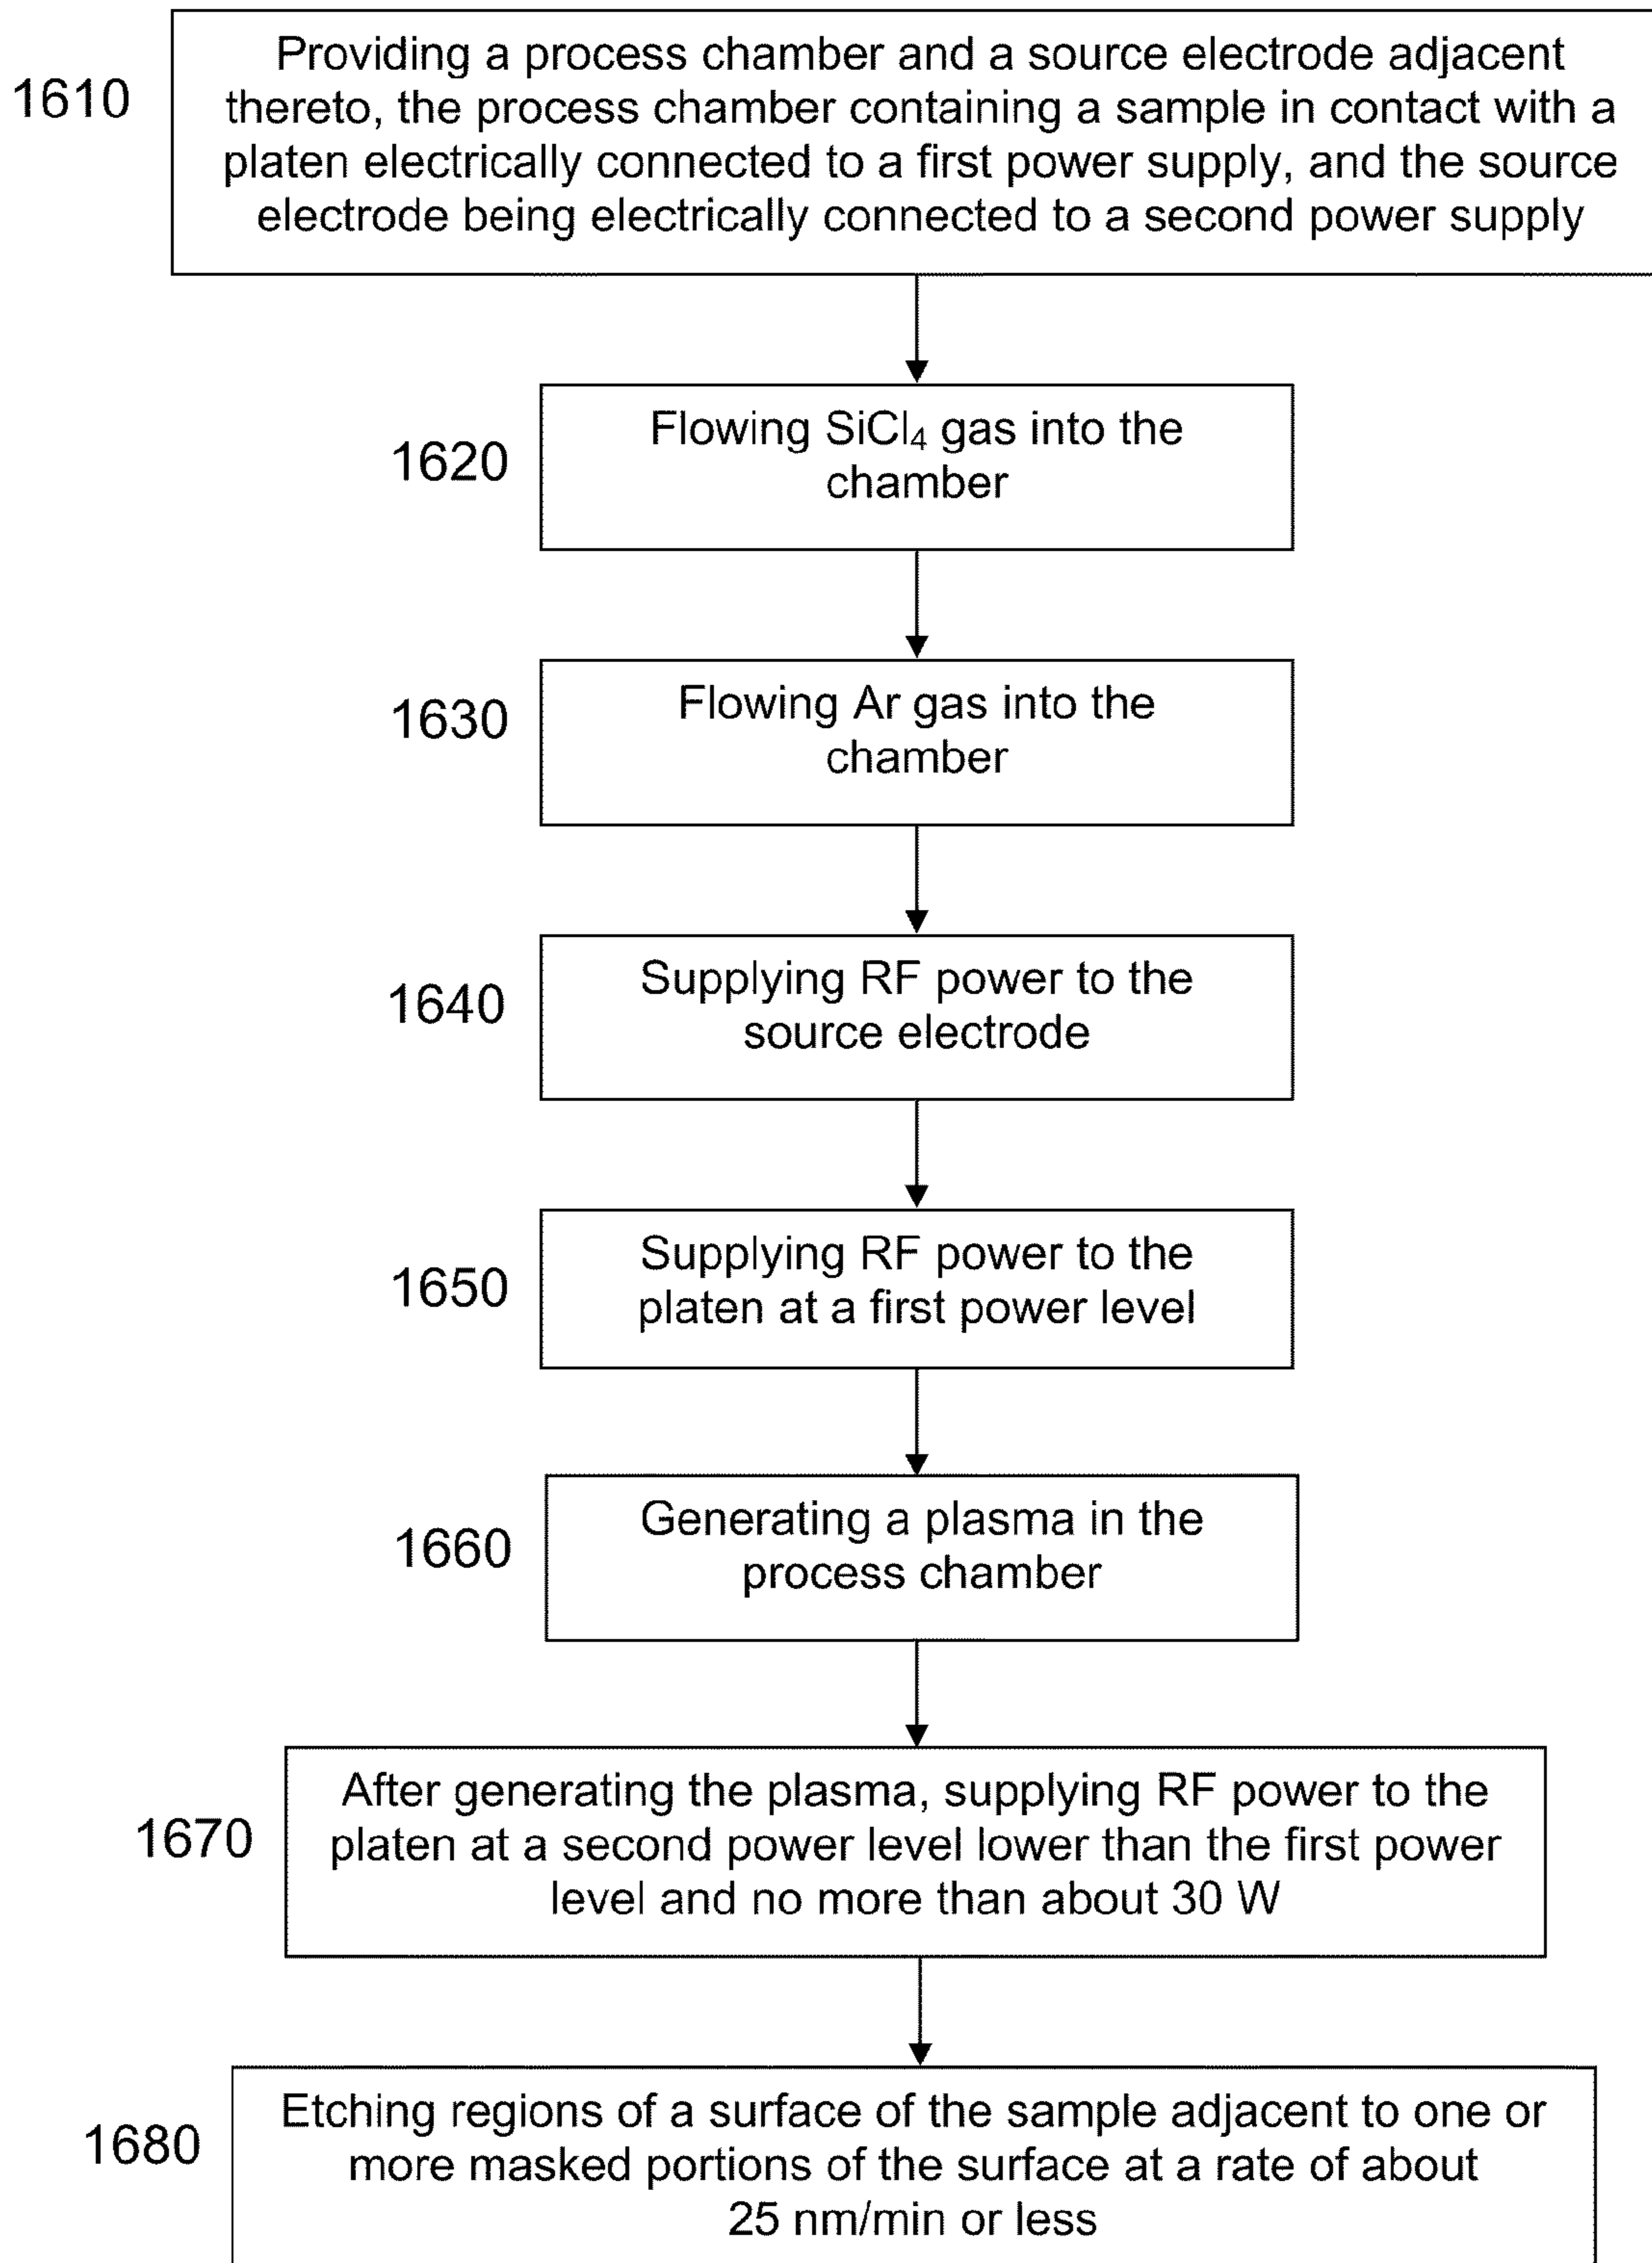 1610
Providing a process chamber and a source electrode adjacent
thereto, the process chamber containing a sample in contact with a
platen electrically connected to a first power supply, and the source
electrode being electrically connected to a second power supply
1620
Flowing SiCl₄ gas into the
chamber
1630
Flowing Ar gas into the
chamber
1640
Supplying RF power to the
source electrode
1650
Supplying RF power to the
platen at a first power level
1660
Generating a plasma in the
process chamber
1670
After generating the plasma, supplying RF power to the
platen at a second power level lower than the first power
level and no more than about 30 W
1680
Etching regions of a surface of the sample adjacent to one or
more masked portions of the surface at a rate of about
25 nm/min or less